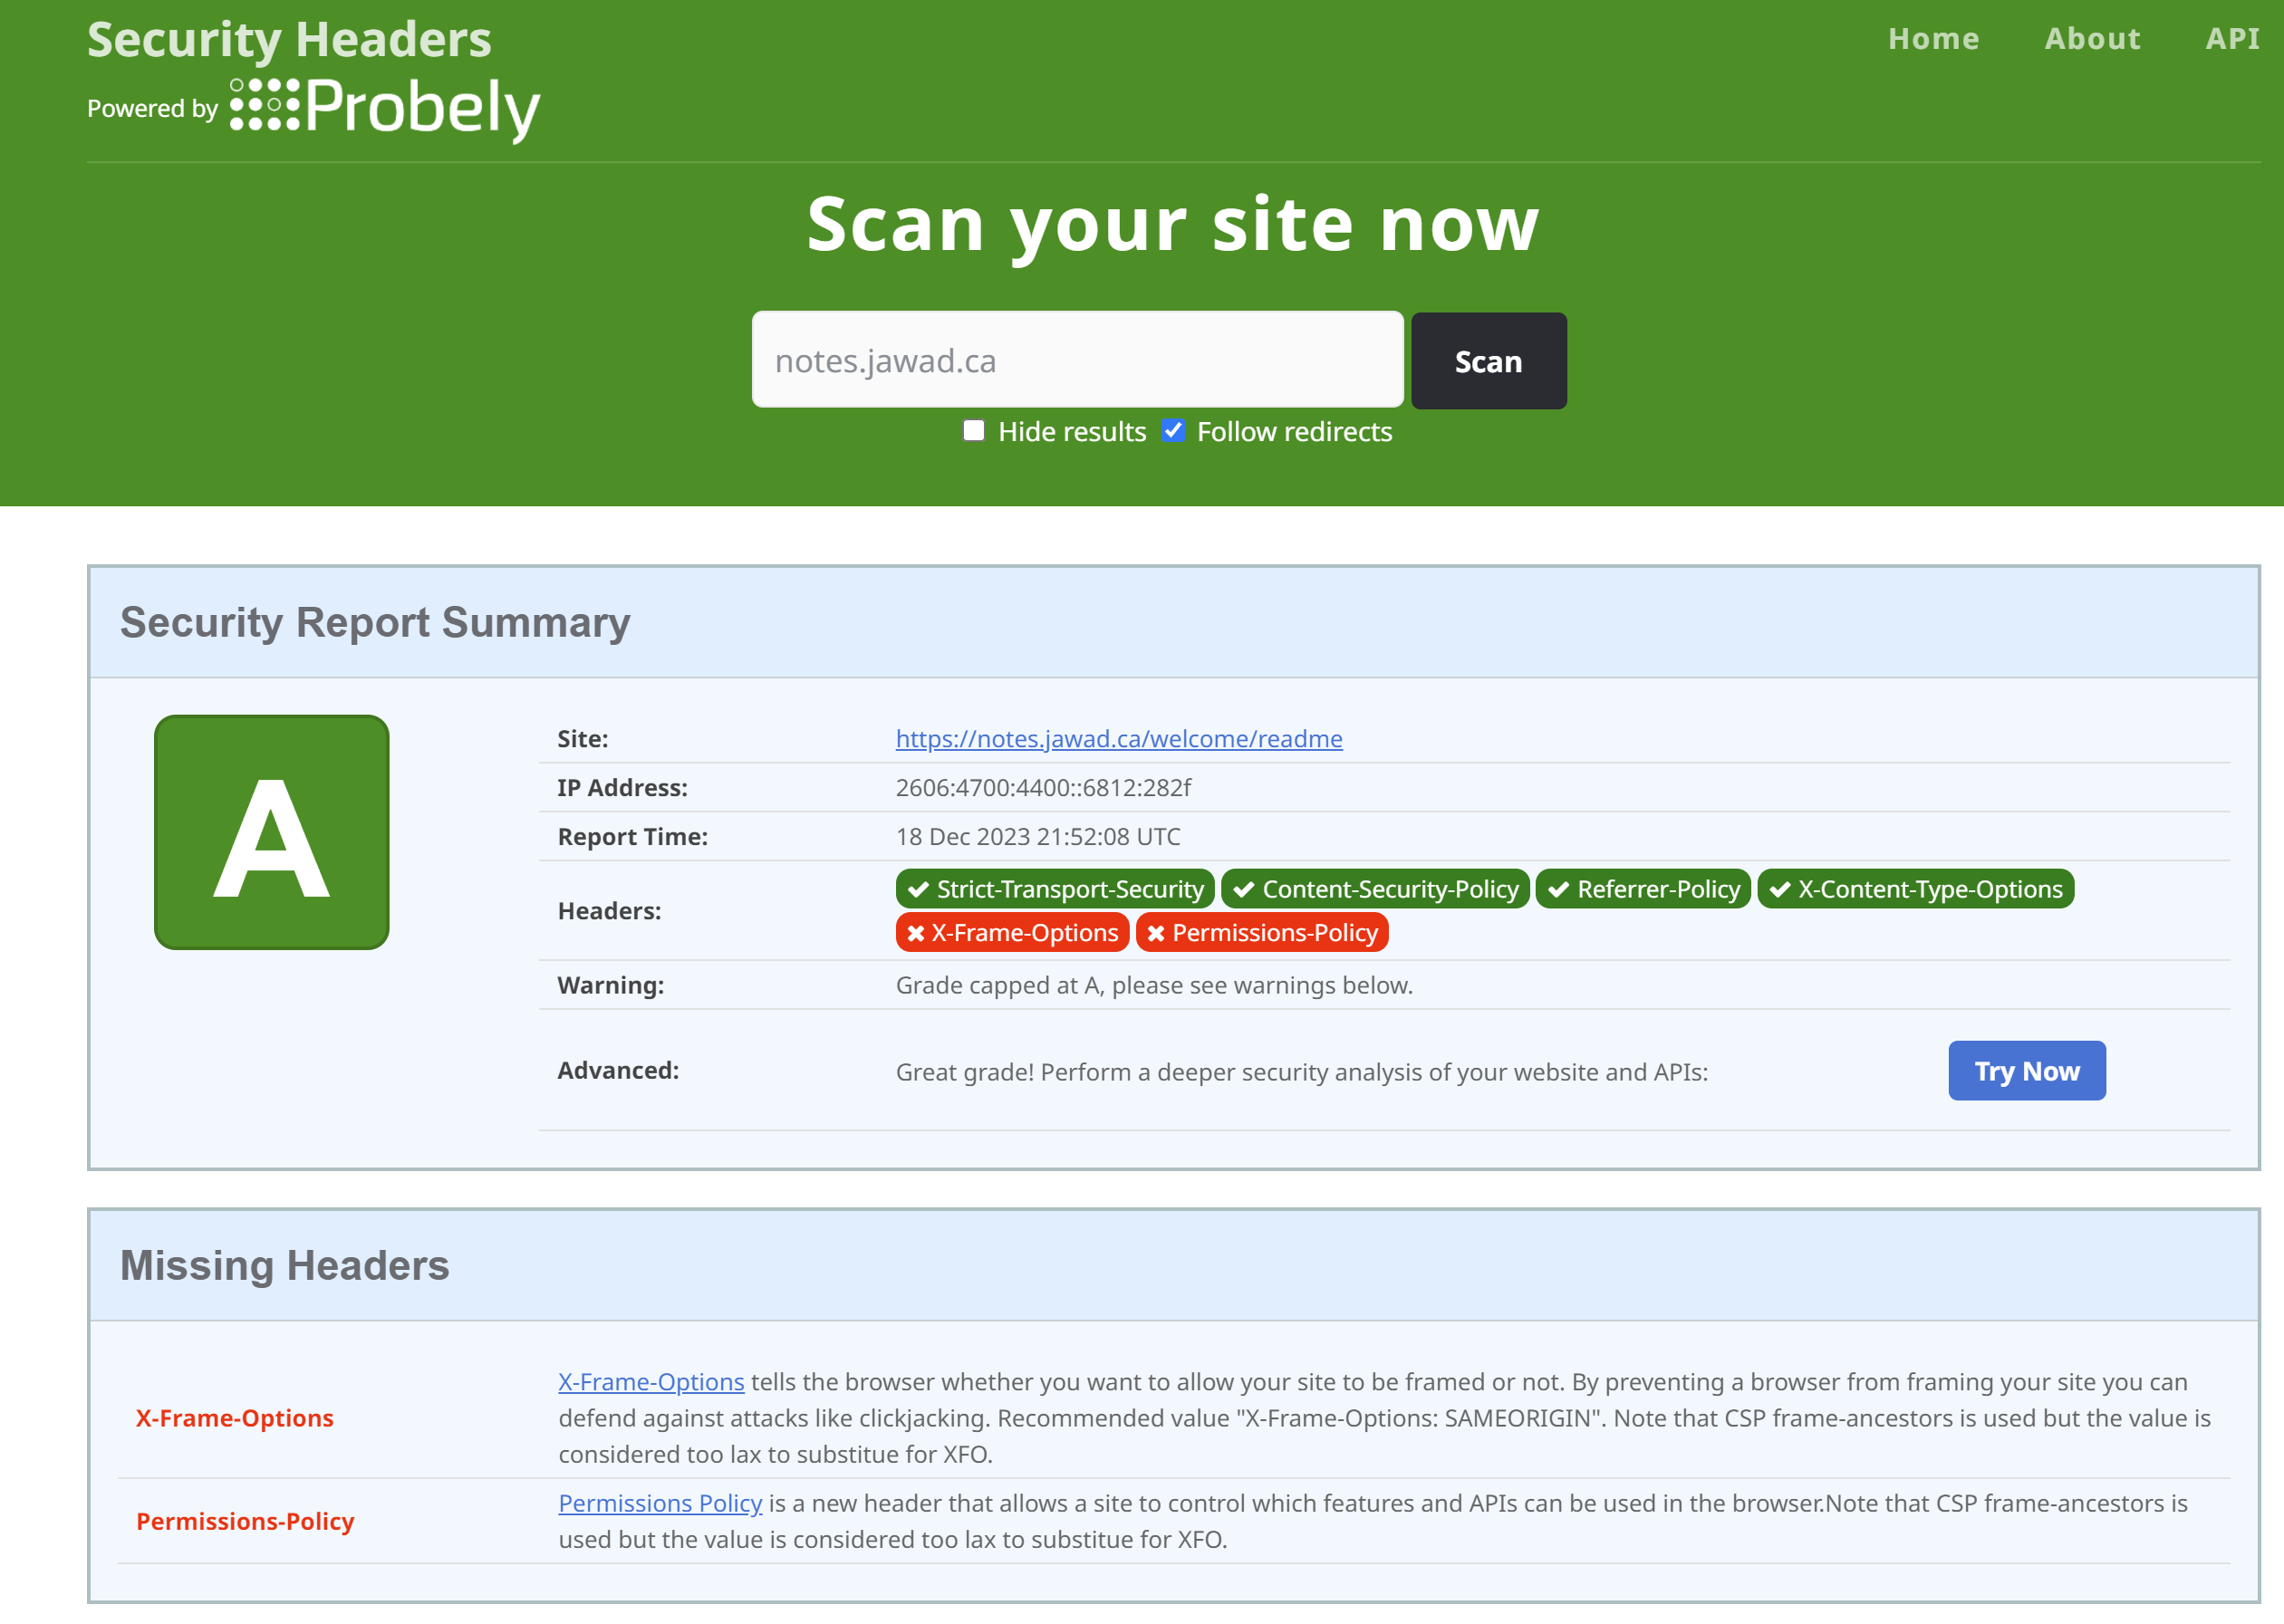 Security Headers
Home About API
Powered by Probely
Scan your site now
notes.jawad.ca Scan
Hide results Follow redirects
Security Report Summary
A
Site: https://notes.jawad.ca/welcome/readme
IP Address: 2606:4700:4400::6812:282f
Report Time: 18 Dec 2023 21:52:08 UTC
Headers: Strict-Transport-Security Content-Security-Policy Referrer-Policy X-Content-Type-Options
X-Frame-Options Permissions-Policy
Warning: Grade capped at A, please see warnings below.
Advanced: Great grade! Perform a deeper security analysis of your website and APIs: Try Now
Missing Headers
X-Frame-Options
X-Frame-Options tells the browser whether you want to allow your site to be framed or not. By preventing a browser from framing your site you can
defend against attacks like clickjacking. Recommended value "X-Frame-Options: SAMEORIGIN". Note that CSP frame-ancestors is used but the value is
considered too lax to substitue for XFO.
Permissions-Policy
Permissions Policy is a new header that allows a site to control which features and APIs can be used in the browser.Note that CSP frame-ancestors is
used but the value is considered too lax to substitue for XFO.